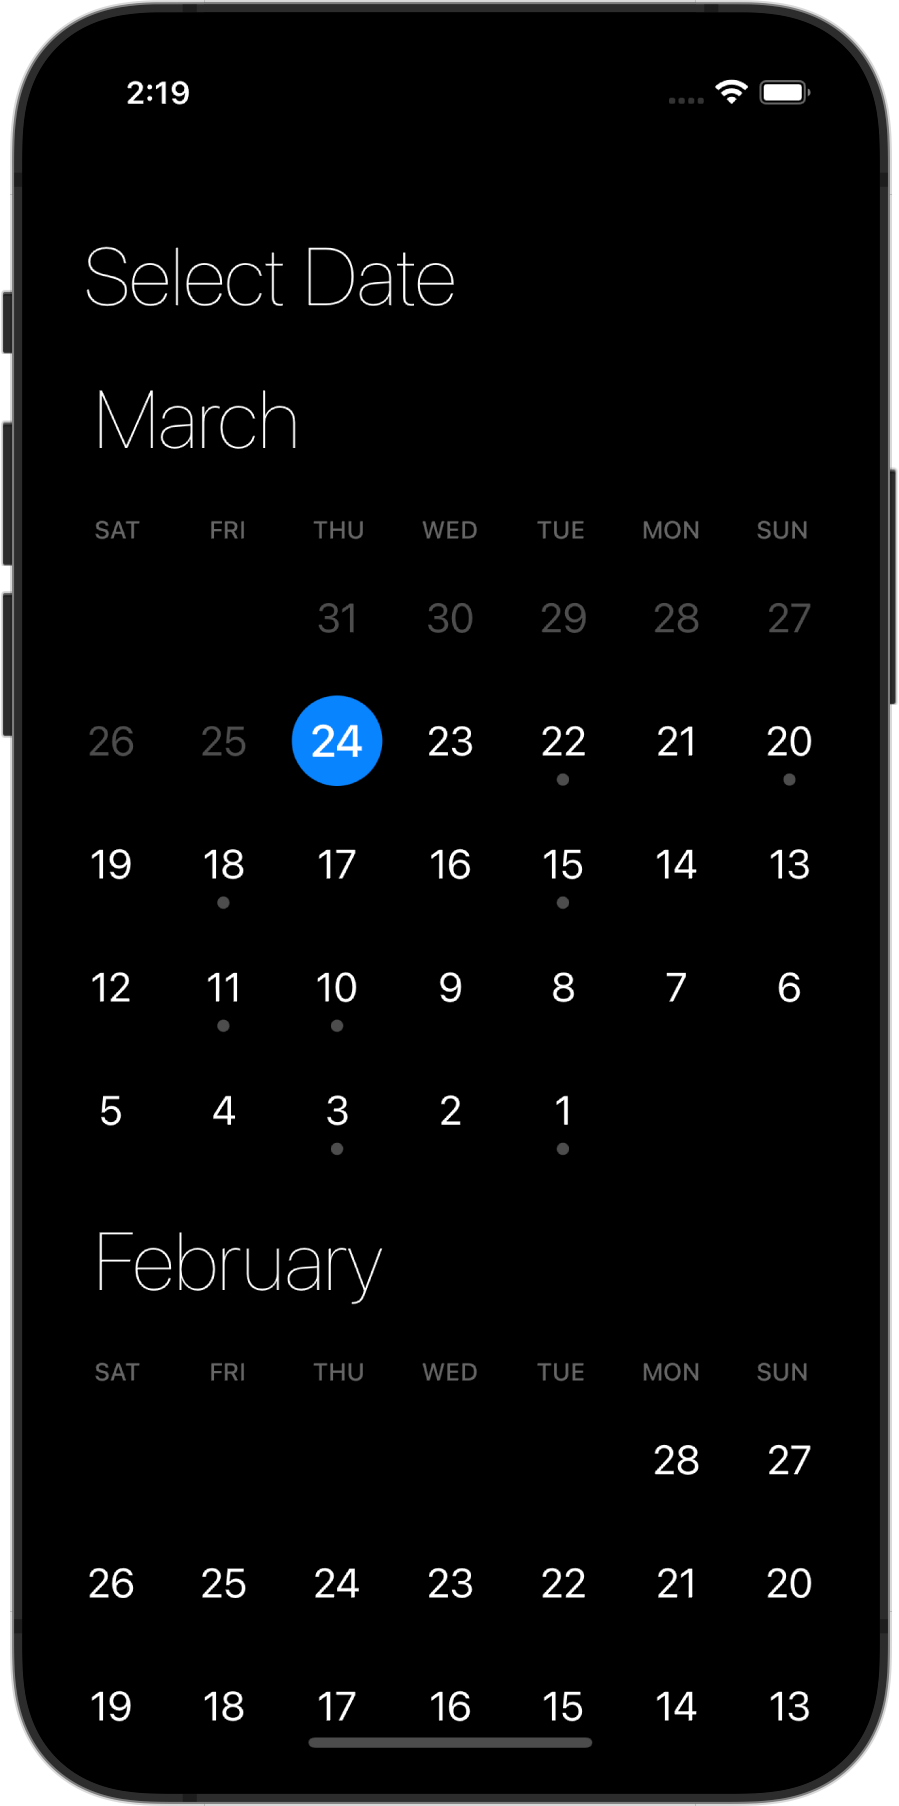 2:19
Select Date
March
SAT FRI THU WED TUE MON SUN
31 30 29 28 27
26 25 24 23 22 21 20
19 18 17 16 15 14 13
12 11 10 9 8 7 6
5 4 3 2 1
February
SAT FRI THU WED TUE MON SUN
28 27
26 25 24 23 22 21 20
19 18 17 16 15 14 13